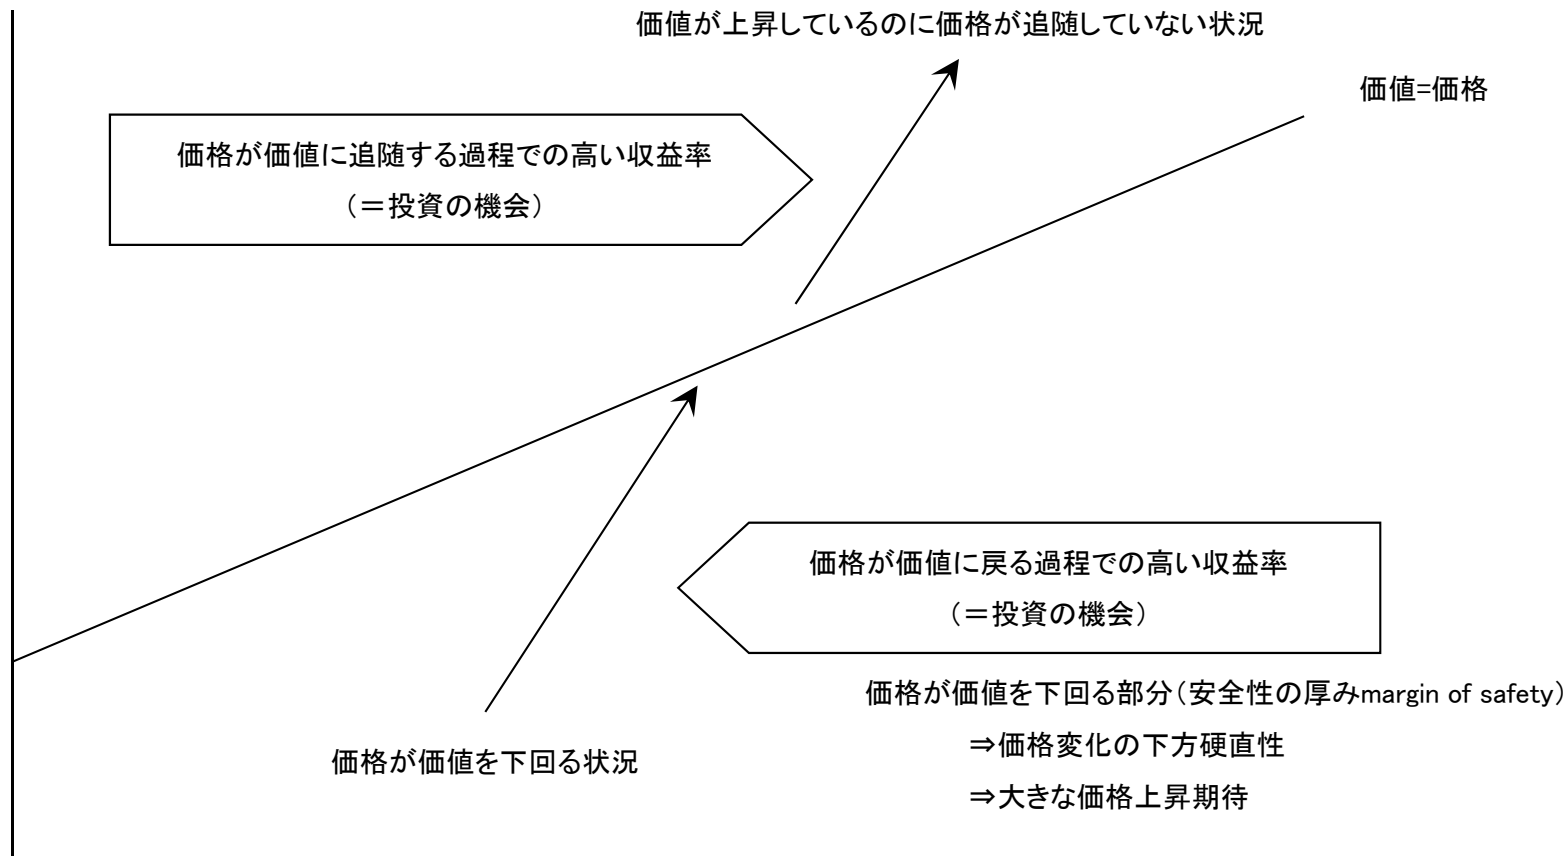 価値が上昇しているのに価格が追随していない状況
価値=価格
価格が価値に追随する過程での高い収益率
（＝投資の機会）
価格が価値に戻る過程での高い収益率
（＝投資の機会）
価格が価値を下回る部分（安全性の厚みmargin of safety）
⇒価格変化の下方硬直性
⇒大きな価格上昇期待
価格が価値を下回る状況